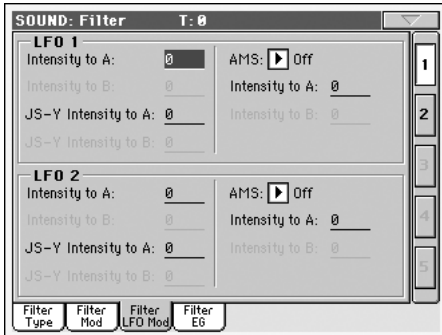 SOUND: Filter T: 0
LFO 1
Intensity to A: 0 AMS: Off
Intensity to B: 0 Intensity to A: 0
JS-Y Intensity to A: 0 Intensity to B: 0
JS-Y Intensity to B: 0
LFO 2
Intensity to A: 0 AMS: Off
Intensity to B: 0 Intensity to A: 0
JS-Y Intensity to A: 0 Intensity to B: 0
JS-Y Intensity to B: 0
1
2
3
4
5
Filter Type
Filter Mod
Filter LFO Mod
Filter EG